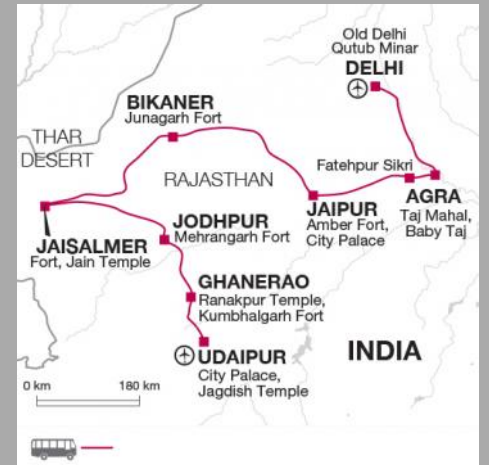 Old Delhi
Qutub Minar
DELHI
BIKANER
Junagarh Fort
THAR
DESERT
RAJASTHAN
Fatehpur Sikri
AGRA
Taj Mahal,
Baby Taj
JAIPUR
Amber Fort,
City Palace
JODHPUR
Mehrangarh Fort
JAISALMER
Fort, Jain Temple
GHANERAO
Ranakpur Temple,
Kumbhalgarh Fort
UDAIPUR
City Palace,
Jagdish Temple
INDIA
0 km 180 km